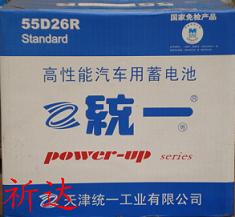 55D26R
Standard
国家免检产品
高性能汽车用蓄电池
統一®
power-up series
天津统一工业有限公司
祈达